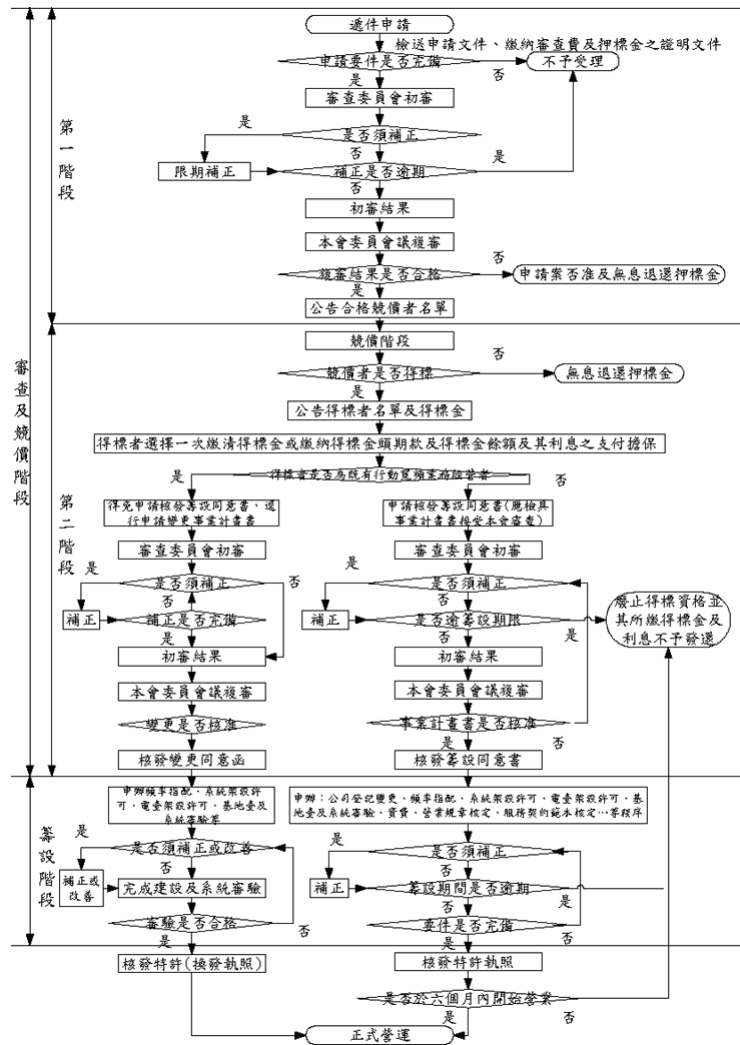 遞件申請
檢送申請文件、繳納審查費及押標金之證明文件
申請要件是否完備
否
不予受理
是
審查委員會初審
是
是否須補正
否
是
限期補正
補正是否逾期
否
初審結果
本會委員會議複審
否
複審結果是否合格
申請案否准及無息退還押標金
是
公告合格競價者名單
第一階段
競價階段
否
競價者是否得標
無息退還押標金
是
公告得標者名單及得標金
得標者選擇一次繳清得標金或繳納得標金頭期款及得標金餘額及其利息之支付擔保
是
得標者是否為既有行動寬頻業務經營者
否
審查及競價階段
第二階段
得免申請核發籌設同意書,逕
行申請變更事業計畫書
申請核發籌設同意書(應檢具
事業計畫書接受本會審查)
審查委員會初審
審查委員會初審
是
是否須補正
否
是
是否須補正
否
否
補正
補正是否完備
補正
是否逾籌設期限
是
廢止得標資格並
其所繳得標金及
利息不予發還
是
否
初審結果
初審結果
本會委員會議複審
本會委員會議複審
變更是否核准
事業計畫書是否核准
是
是
否
核發變更同意函
核發籌設同意書
籌設階段
申辦頻率指配、系統架設許
可、電臺架設許可、基地臺及
系統審驗等
申辦:公司登記變更、頻率指配、系統架設許可、電臺架設許可、基
地臺及系統審驗、資費、營業規章核定、服務契約範本核定…等程序
是
是否須補正或改善
是
是否須補正
否
否
補正或
改善
完成建設及系統審驗
補正
籌設期間是否逾期
是
否
審驗是否合格
否
要件是否完備
否
是
是
核發特許(換發執照)
核發特許執照
是否於六個月內開始營業
是
否
正式營運